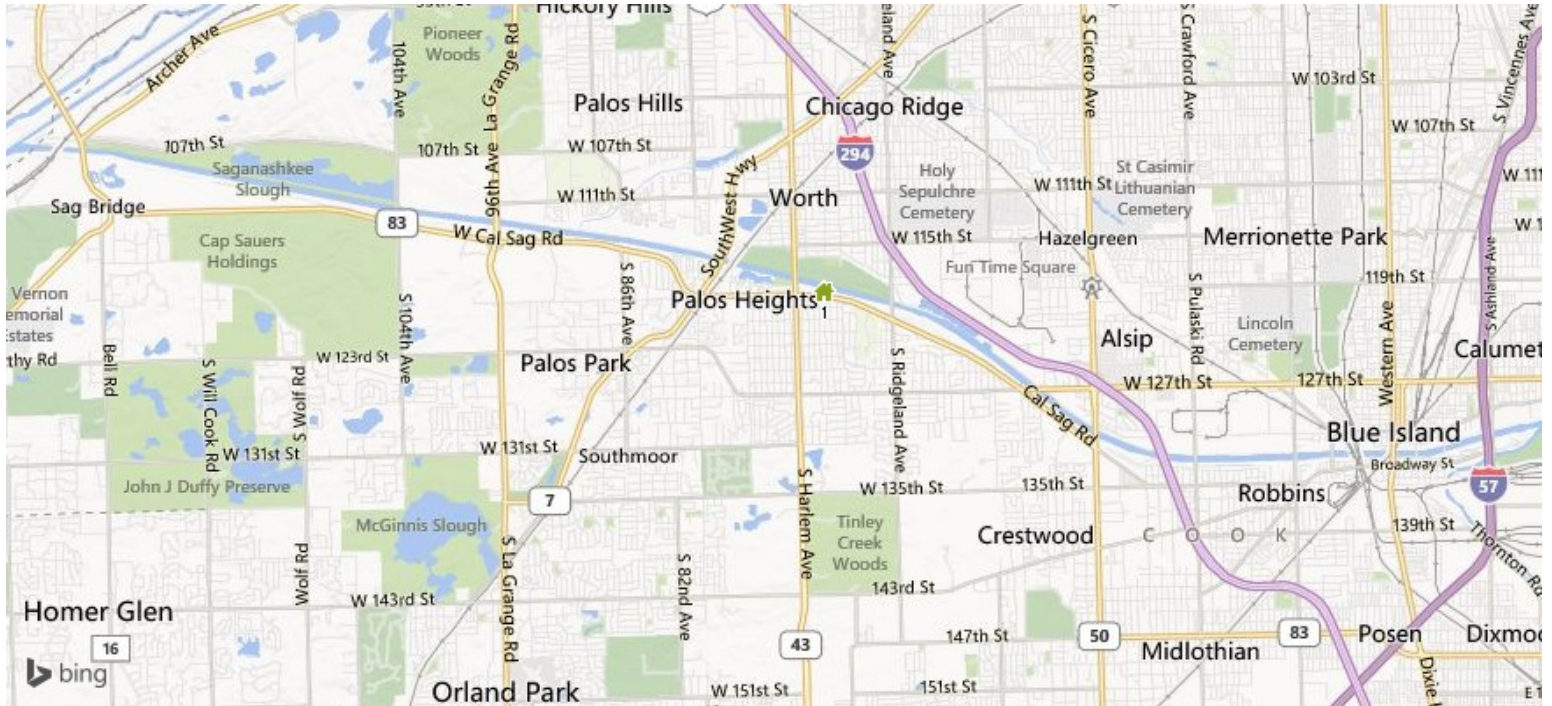 Hickory Hills
Pioneer
Woods
Archer Ave
104th Ave
96th Ave La Grange Rd
S Cicero Ave
S Crawford Ave
S Vincennes Ave
W 103rd St
Palos Hills
Chicago Ridge
eland Ave
107th St
107th St
W 107th St
W 107th St
294
Saganashkee
Slough
SouthWest Hwy
Holy
Sepulchre
Cemetery
St Casimir
Lithuanian
Cemetery
W 111th St
W 111th St
W 111
Sag Bridge
83
Worth
W Cal Sag Rd
W 115th St
Hazelgreen
Merrionette Park
W 1
Cap Sauers
Holdings
Fun Time Square
119th St
S 86th Ave
S Pulaski Rd
S Ashland Ave
Vernon
emorial
Estates
S 104th Ave
Palos Heights
1
Alsip
Lincoln
Cemetery
Western Ave
Calumet
thy Rd
Bell Rd
S Will Cook Rd
S Wolf Rd
W 123rd St
Palos Park
S Ridgeland Ave
W 127th St
127th St
Cal Sag Rd
W 131st St
W 131st St
Southmoor
Blue Island
Broadway St
John J Duffy Preserve
7
S Harlem Ave
W 135th St
135th St
Robbins
57
McGinnis Slough
Tinley
Creek
Woods
Crestwood
C O O K
139th St
Thornton Rd
Wolf Rd
S La Grange Rd
S 82nd Ave
143rd St
W 143rd St
Homer Glen
16
43
147th St
50
83
Posen
Dixmoo
Midlothian
bing
Orland Park
W 151st St
151st St
Dixie
E 1